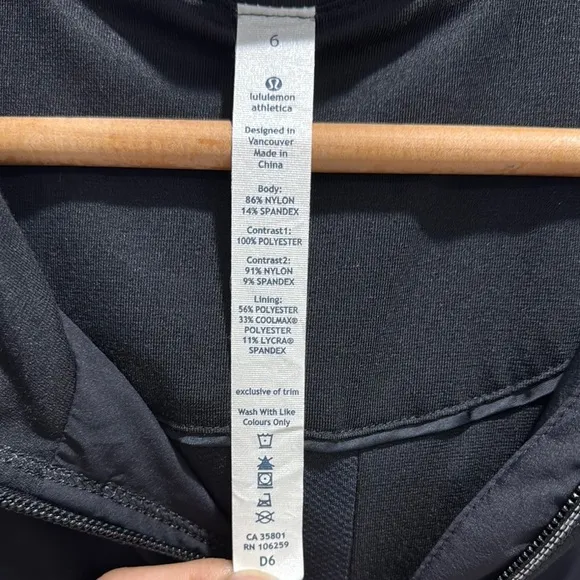 6
lululemon
athletica
Designed in
Vancouver
Made in
China
Body:
86% NYLON
14% SPANDEX
Contrast1:
100% POLYESTER
Contrast2:
91% NYLON
9% SPANDEX
Lining:
56% POLYESTER
33% COOLMAX®
POLYESTER
11% LYCRA®
SPANDEX
exclusive of trim
Wash With Like
Colours Only
CA 35801
RN 106259
D6